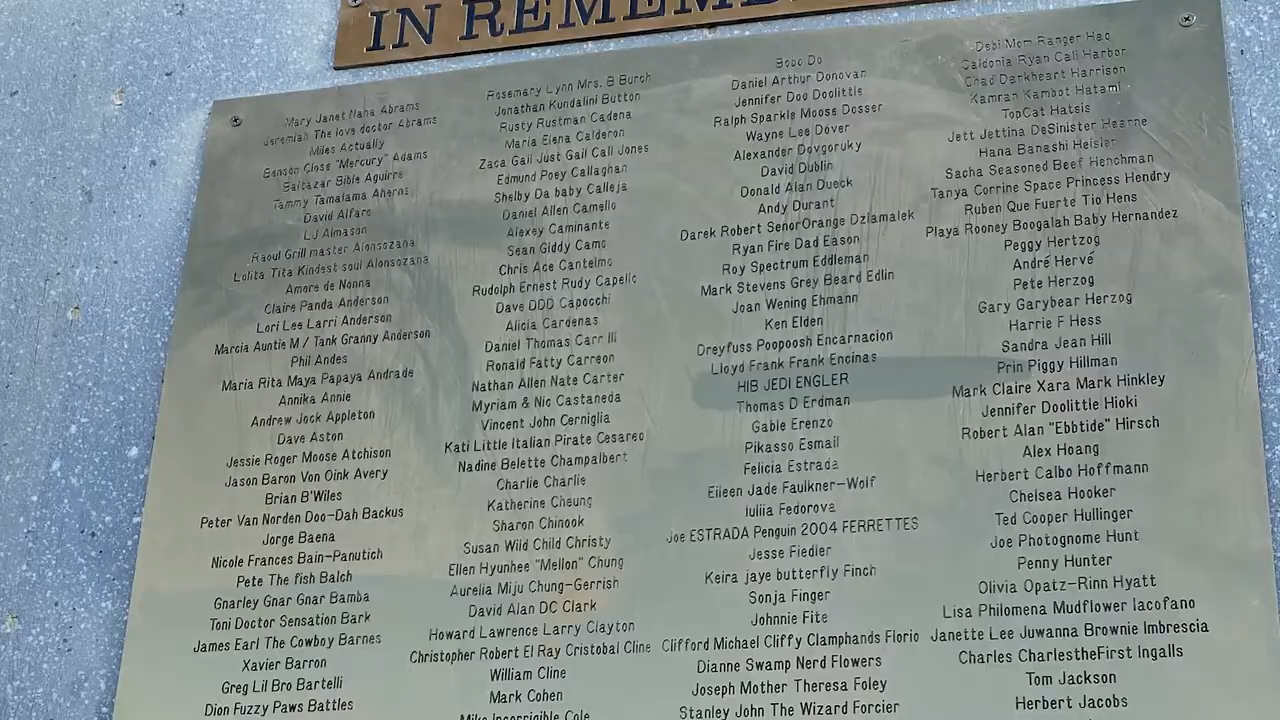 IN REMEMB
Mary Janet Nana Abrams
Jeremiah The love doctor Abrams
Miles Actually
Benson Close "Mercury" Adams
Baltazar Bible Aguirre
Tammy Tamalama Aherns
David Alfaro
LJ Almason
Raoul Grill master Alonsozana
Lolita Tita Kindest soul Alonsozana
Amore de Nonna
Claire Panda Anderson
Lori Lee Larri Anderson
Marcia Auntie M / Tank Granny Anderson
Phil Andes
Maria Rita Maya Papaya Andrade
Annika Annie
Andrew Jock Appleton
Dave Aston
Jessie Roger Moose Atchison
Jason Baron Von Oink Avery
Brian B'Wiles
Peter Van Norden Doo-Dah Backus
Jorge Baena
Nicole Frances Bain-Panutich
Pete The fish Balch
Gnarley Gnar Gnar Bamba
Toni Doctor Sensation Bark
James Earl The Cowboy Barnes
Xavier Barron
Greg Lil Bro Bartelli
Dion Fuzzy Paws Battles
Rosemary Lynn Mrs. B Burch
Jonathan Kundalini Button
Rusty Rustman Cadena
Maria Elena Calderon
Zaca Gail Just Gail Call Jones
Edmund Poey Callaghan
Shelby Da baby Calleja
Daniel Allen Camello
Alexey Caminante
Sean Giddy Camo
Chris Ace Cantelmo
Rudolph Ernest Rudy Capello
Dave DDD Capocchi
Alicia Cardenas
Daniel Thomas Carr III
Ronald Fatty Carreon
Nathan Allen Nate Carter
Myriam & Nic Castaneda
Vincent John Cerniglia
Kati Little Italian Pirate Cesareo
Nadine Belette Champalbert
Charlie Charlie
Katherine Cheung
Sharon Chinook
Susan Wild Child Christy
Ellen Hyunhee "Mellon" Chung
Aurelia Miju Chung-Gerrish
David Alan DC Clark
Howard Lawrence Larry Clayton
Christopher Robert El Ray Cristobal Cline
William Cline
Mark Cohen
Mike Incorrigible Cole
Bobo Do
Daniel Arthur Donovan
Jennifer Doo Doolittle
Ralph Sparkle Moose Dosser
Wayne Lee Dover
Alexander Dovgoruky
David Dublin
Donald Alan Dueck
Andy Durant
Darek Robert SenorOrange Dziamalek
Ryan Fire Dad Eason
Roy Spectrum Eddleman
Mark Stevens Grey Beard Edlin
Joan Wening Ehmann
Ken Elden
Dreyfuss Poopoosh Encarnacion
Lloyd Frank Frank Encinas
HIB JEDI ENGLER
Thomas D Erdman
Gabie Erenzo
Pikasso Esmail
Felicia Estrada
Eileen Jade Faulkner-Wolf
Iuliia Fedorova
Joe ESTRADA Penguin 2004 FERRETTES
Jesse Fiedler
Keira jaye butterfly Finch
Sonja Finger
Johnnie Fite
Clifford Michael Cliffy Clamphands Florio
Dianne Swamp Nerd Flowers
Joseph Mother Theresa Foley
Stanley John The Wizard Forcier
Debi Mom Ranger Haq
Caldonia Ryan Cali Harbor
Chad Darkheart Harrison
Kamran Kambot Hatami
TopCat Hatsis
Jett Jettina DeSinister Hearne
Hana Banashi Heisler
Sacha Seasoned Beef Henchman
Tanya Corrine Space Princess Hendry
Ruben Que Fuerte Tio Hens
Playa Rooney Boogalah Baby Hernandez
Peggy Hertzog
André Hervé
Pete Herzog
Gary Garybear Herzog
Harrie F Hess
Sandra Jean Hill
Prin Piggy Hillman
Mark Claire Xara Mark Hinkley
Jennifer Doolittle Hioki
Robert Alan "Ebbtide" Hirsch
Alex Hoang
Herbert Calbo Hoffmann
Chelsea Hooker
Ted Cooper Hullinger
Joe Photognome Hunt
Penny Hunter
Olivia Opatz-Rinn Hyatt
Lisa Philomena Mudflower Iacofano
Janette Lee Juwanna Brownie Imbrescia
Charles CharlestheFirst Ingalls
Tom Jackson
Herbert Jacobs